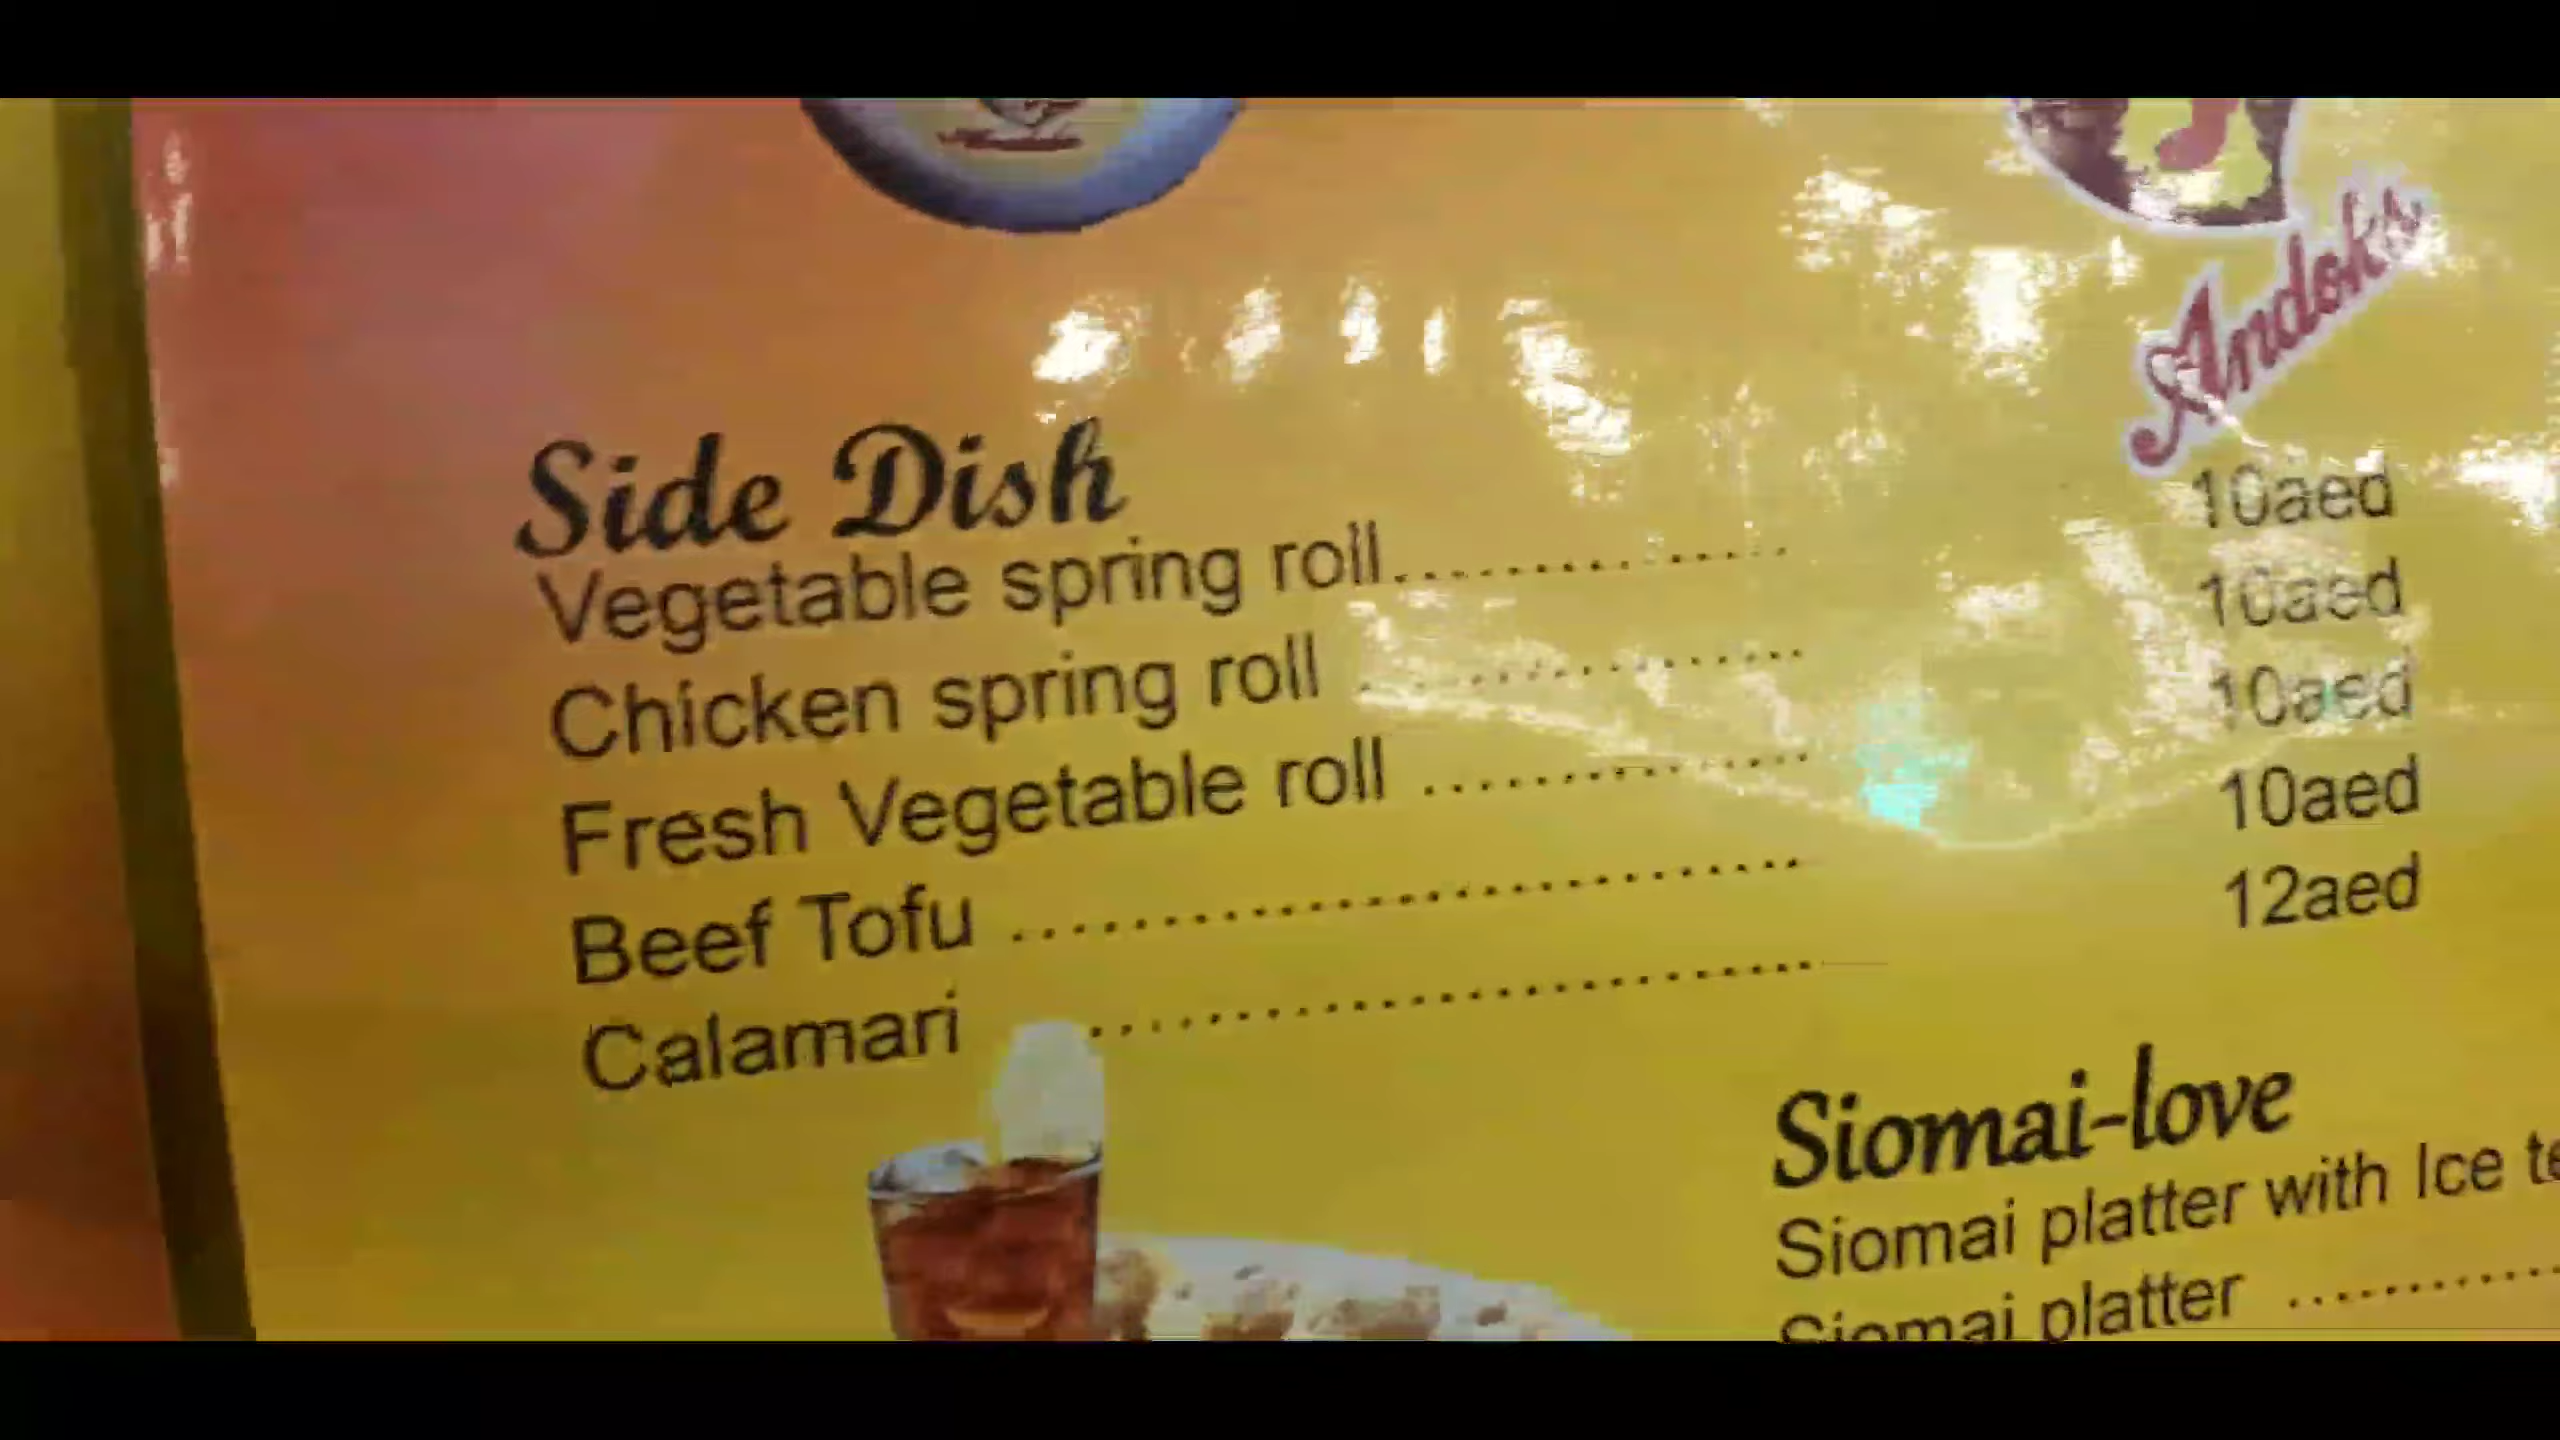 Andok's
Side Dish
Vegetable spring roll.................... 10aed
Chicken spring roll .................... 10aed
Fresh Vegetable roll .................... 10aed
Beef Tofu .................... 10aed
Calamari .................... 12aed
Siomai-love
Siomai platter with Ice te
Siomai platter ..........